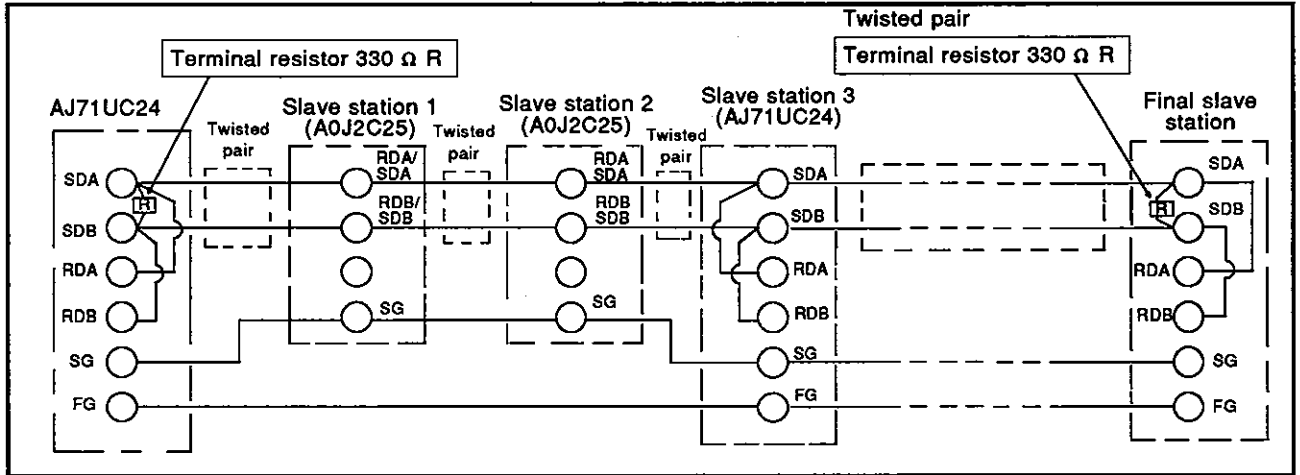 Twisted pair
Terminal resistor 330 Ω R
Terminal resistor 330 Ω R
AJ71UC24
Slave station 1
(A0J2C25)
Slave station 2
(A0J2C25)
Slave station 3
(AJ71UC24)
Final slave
station
Twisted
pair
Twisted
pair
Twisted
pair
SDA
R
SDB
RDA
RDB
SG
FG
RDA/
SDA
RDB/
SDB
SG
RDA
SDA
RDB
SDB
SG
SDA
SDB
RDA
RDB
SG
FG
SDA
R
SDB
RDA
RDB
SG
FG